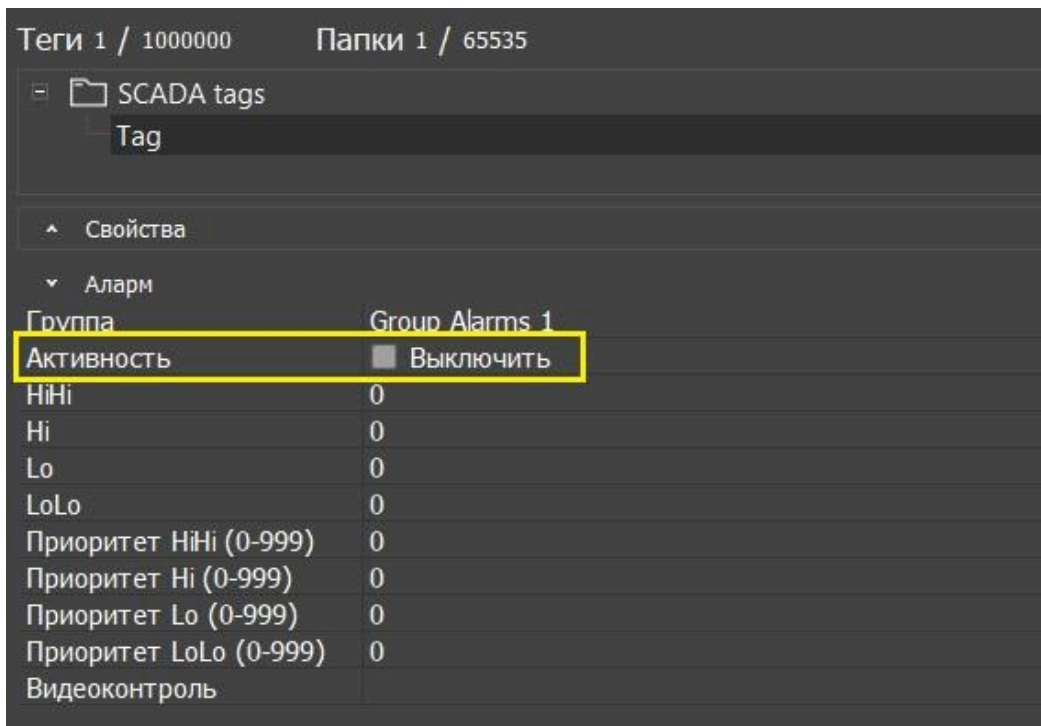 Теги 1 / 1000000 Папки 1 / 65535
SCADA tags
Tag
Свойства
Аларм
Группа Group Alarms 1
Активность Выключить
HiHi 0
Hi 0
Lo 0
LoLo 0
Приоритет HiHi (0-999) 0
Приоритет Hi (0-999) 0
Приоритет Lo (0-999) 0
Приоритет LoLo (0-999) 0
Видеоконтроль